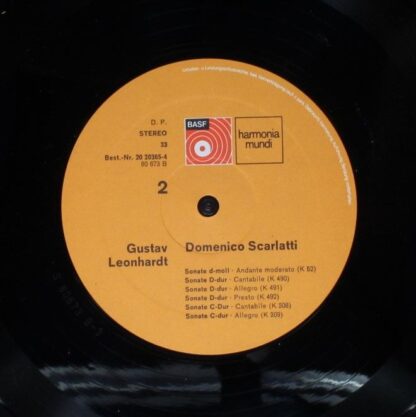 D. P.
STEREO
33
Best.-Nr. 20 20365-4
60 673 B
BASF
harmonia
mundi
2
Gustav
Leonhardt
Domenico Scarlatti
Sonate d-moll - Andante moderato (K 52)
Sonate D-dur - Cantabile (K 490)
Sonate D-dur - Allegro (K 491)
Sonate D-dur - Presto (K 492)
Sonate C-Dur - Cantabile (K 308)
Sonate C-dur - Allegro (K 309)